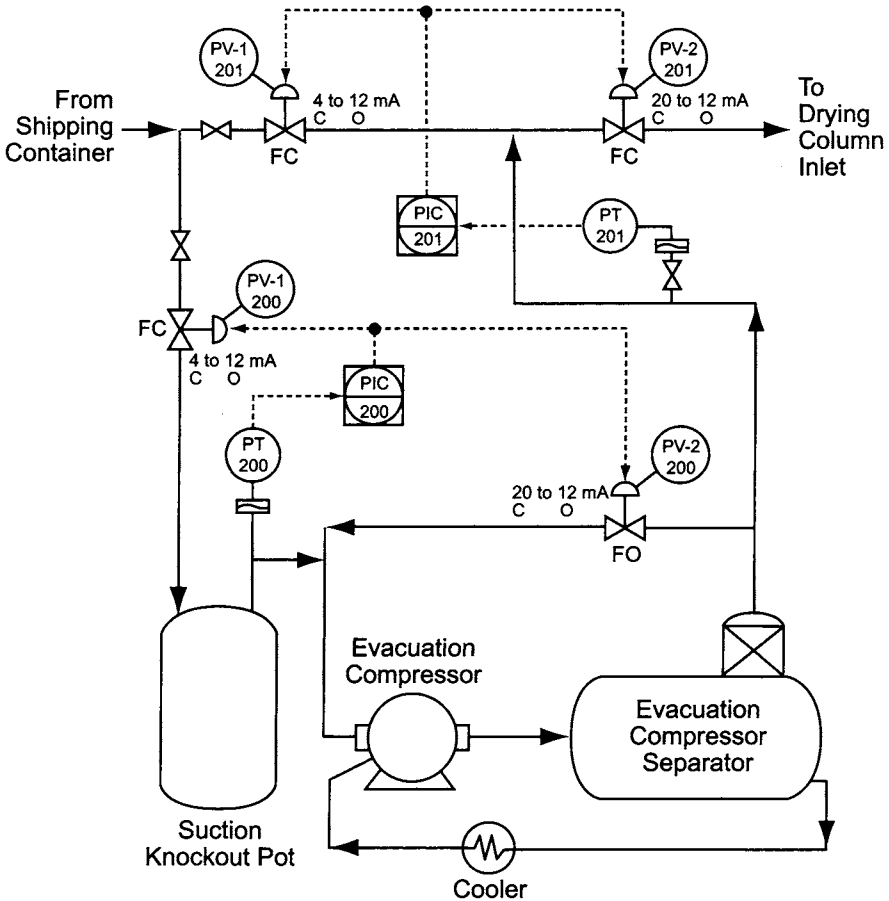 PV-1
201
PV-2
201
From
Shipping
Container
4 to 12 mA
C O
FC
20 to 12 mA
C O
FC
To
Drying
Column
Inlet
PIC
201
PT
201
PV-1
200
FC
4 to 12 mA
C O
PIC
200
PT
200
PV-2
200
20 to 12 mA
C O
FO
Evacuation
Compressor
Evacuation
Compressor
Separator
Suction
Knockout Pot
Cooler